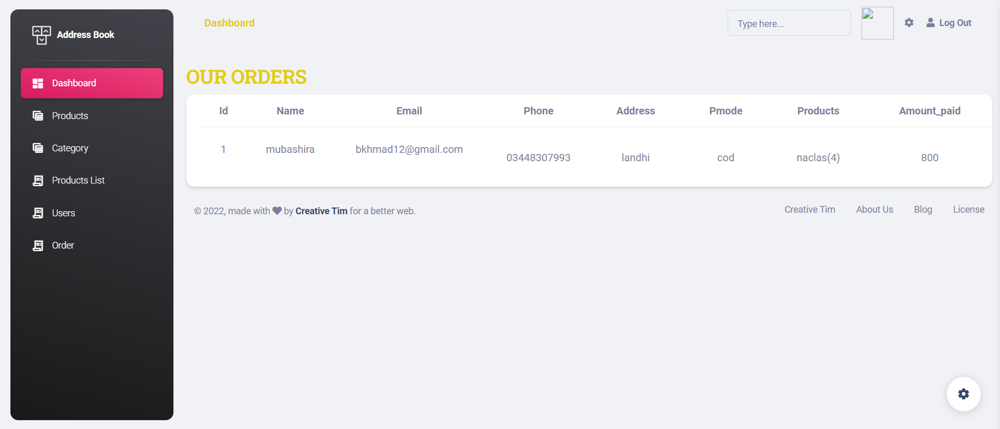 Address Book
Dashboard
Products
Category
Products List
Users
Order
Dashboard
Type here...
Log Out
OUR ORDERS
Id Name Email Phone Address Pmode Products Amount_paid
1 mubashira bkhmad12@gmail.com 03448307993 landhi cod naclas(4) 800
© 2022, made with ♥ by Creative Tim for a better web.
Creative Tim About Us Blog License